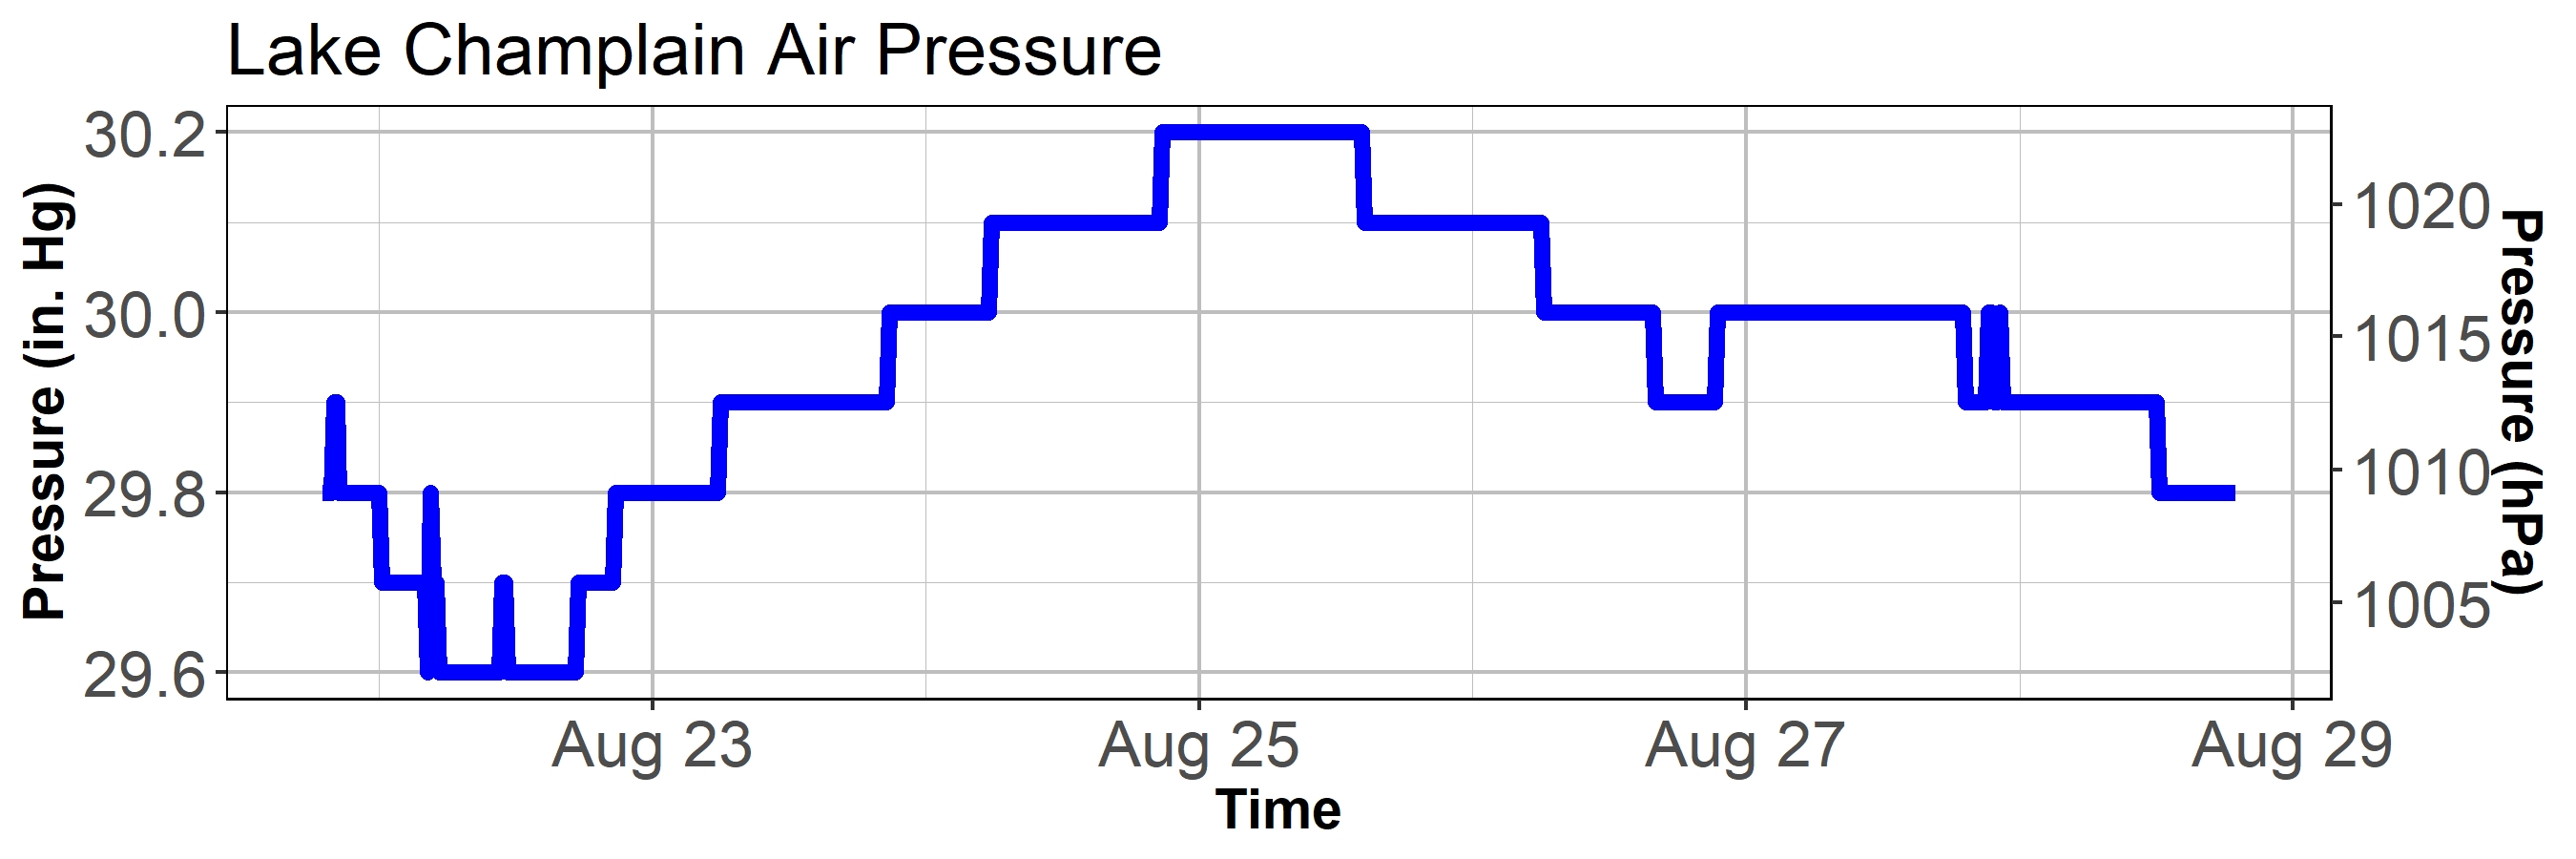 Lake Champlain Air Pressure
Pressure (in. Hg)
30.2
30.0
29.8
29.6
1020
1015
1010
1005
Pressure (hPa)
Aug 23
Aug 25
Aug 27
Aug 29
Time